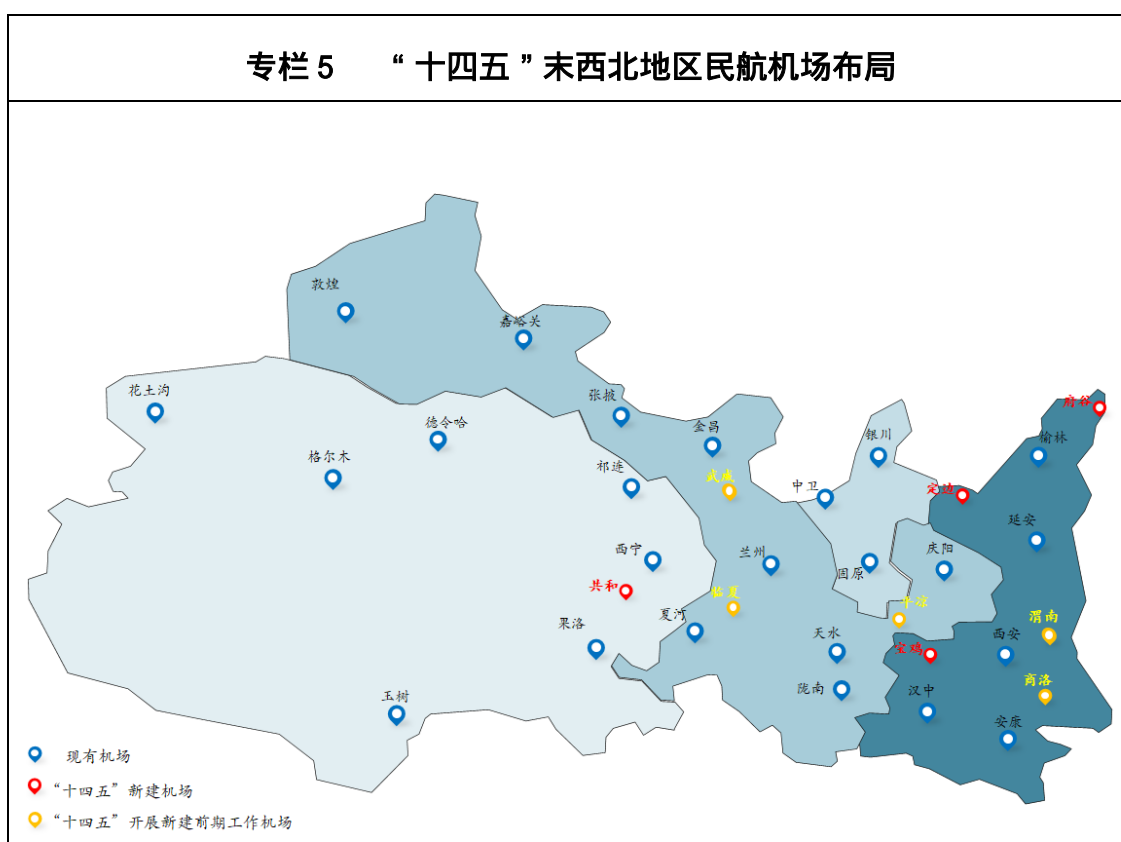 专栏 5 “十四五”末西北地区民航机场布局
敦煌
嘉峪关
花土沟
张掖
府谷
德令哈
金昌
银川
榆林
格尔木
祁连
武威
中卫
定边
延安
西宁
兰州
庆阳
固原
共和
临夏
平凉
夏河
渭南
果洛
天水
宝鸡
西安
陇南
汉中
商洛
玉树
安康
现有机场
“十四五”新建机场
“十四五”开展新建前期工作机场